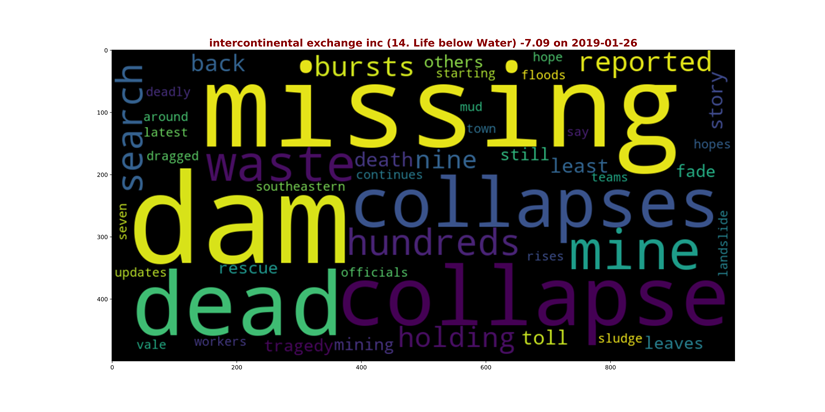 intercontinental exchange inc (14. Life below Water) -7.09 on 2019-01-26
0
100
200
300
400
0
200
400
600
800
back
bursts
others
hope
reported
starting
floods
search
deadly
missing
mud
story
around
town
say
latest
hopes
dragged
waste
death
nine
still
least
fade
continues
teams
southeastern
seven
dam
collapses
landslide
hundreds
mine
rises
updates
rescue
officials
dead
collapse
vale
workers
tragedy
mining
holding
toll
sludge
leaves